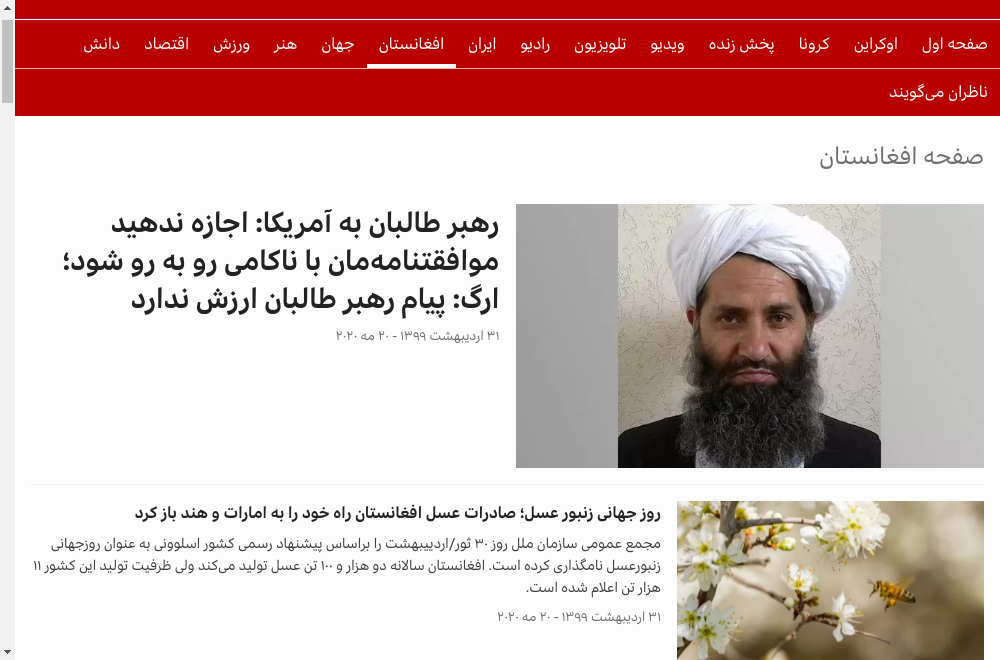 صفحه اول
اوکراین
کرونا
پخش زنده
ویدیو
تلویزیون
رادیو
ایران
افغانستان
جهان
هنر
ورزش
اقتصاد
دانش
ناظران می‌گویند
صفحه افغانستان
رهبر طالبان به آمریکا: اجازه ندهید
موافقتنامه‌مان با ناکامی رو به رو شود؛
ارگ: پیام رهبر طالبان ارزش ندارد
۳۱ اردیبهشت ۱۳۹۹ - ۲۰ مه ۲۰۲۰
روز جهانی زنبور عسل؛ صادرات عسل افغانستان راه خود را به امارات و هند باز کرد
مجمع عمومی سازمان ملل روز ۳۰ ثور/اردییبهشت را براساس پیشنهاد رسمی کشور اسلوونی به عنوان روزجهانی
زنبورعسل نامگذاری کرده است. افغانستان سالانه دو هزار و ۱۰۰ تن عسل تولید می‌کند ولی ظرفیت تولید این کشور ۱۱
هزار تن اعلام شده است.
۳۱ اردیبهشت ۱۳۹۹ - ۲۰ مه ۲۰۲۰